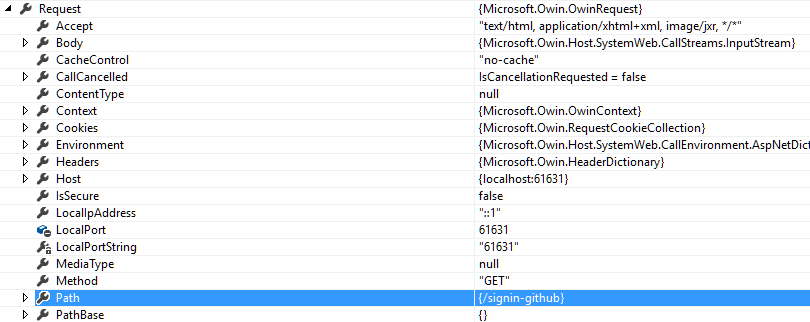 Request {Microsoft.Owin.OwinRequest}
Accept "text/html, application/xhtml+xml, image/jxr, */*"
Body {Microsoft.Owin.Host.SystemWeb.CallStreams.InputStream}
CacheControl "no-cache"
CallCancelled IsCancellationRequested = false
ContentType null
Context {Microsoft.Owin.OwinContext}
Cookies {Microsoft.Owin.RequestCookieCollection}
Environment {Microsoft.Owin.Host.SystemWeb.CallEnvironment.AspNetDict
Headers {Microsoft.Owin.HeaderDictionary}
Host {localhost:61631}
IsSecure false
LocalIpAddress "::1"
LocalPort 61631
LocalPortString "61631"
MediaType null
Method "GET"
Path {/signin-github}
PathBase {}